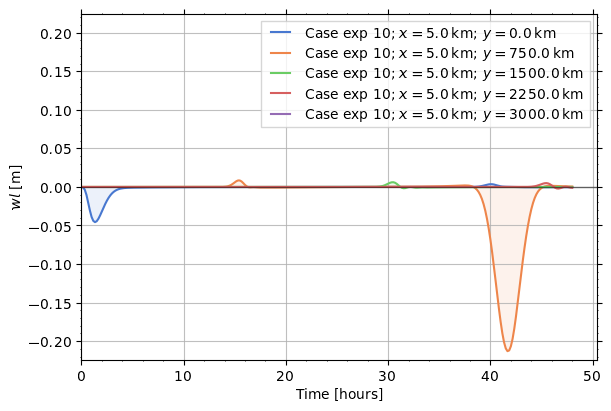 Case exp 10; x = 5.0 km; y = 0.0 km
Case exp 10; x = 5.0 km; y = 750.0 km
Case exp 10; x = 5.0 km; y = 1500.0 km
Case exp 10; x = 5.0 km; y = 2250.0 km
Case exp 10; x = 5.0 km; y = 3000.0 km
wl [m]
0.20
0.15
0.10
0.05
0.00
−0.05
−0.10
−0.15
−0.20
0 10 20 30 40 50
Time [hours]